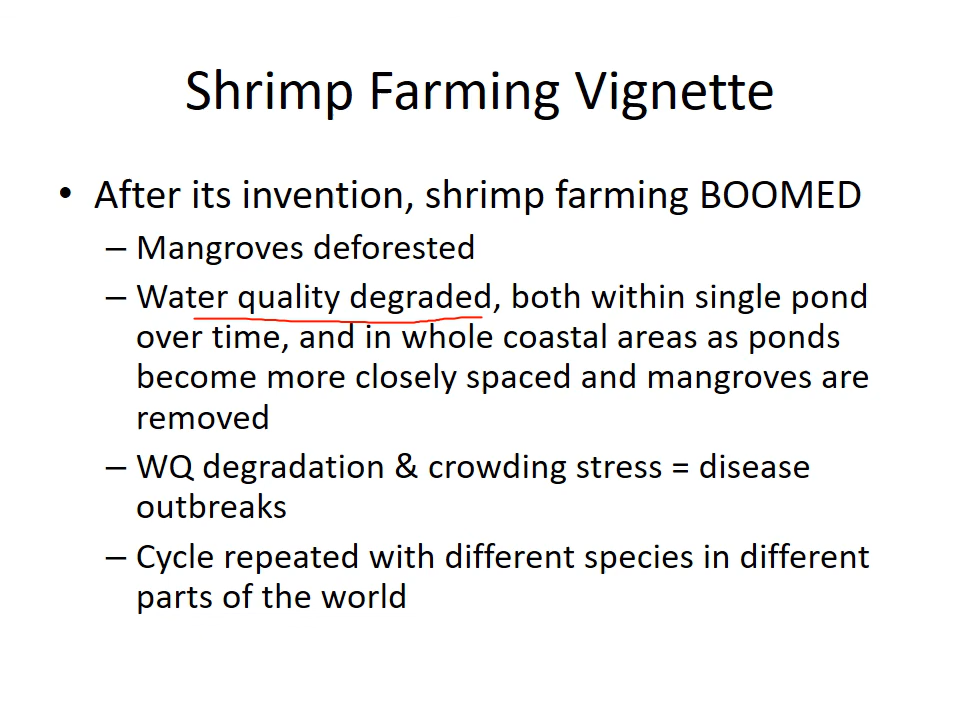 Shrimp Farming Vignette
• After its invention, shrimp farming BOOMED
– Mangroves deforested
– Water quality degraded, both within single pond
over time, and in whole coastal areas as ponds
become more closely spaced and mangroves are
removed
– WQ degradation & crowding stress = disease
outbreaks
– Cycle repeated with different species in different
parts of the world